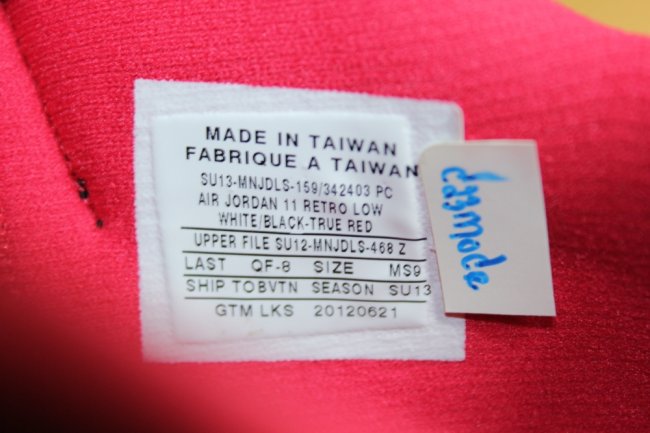 MADE IN TAIWAN
FABRIQUE A TAIWAN
SU13-MNJDLS-159/342403 PC
AIR JORDAN 11 RETRO LOW
WHITE/BLACK-TRUE RED
UPPER FILE SU12-MNJDLS-468 Z
LAST QF-8 SIZE MS9
SHIP TOBVTN SEASON SU13
GTM LKS 20120621